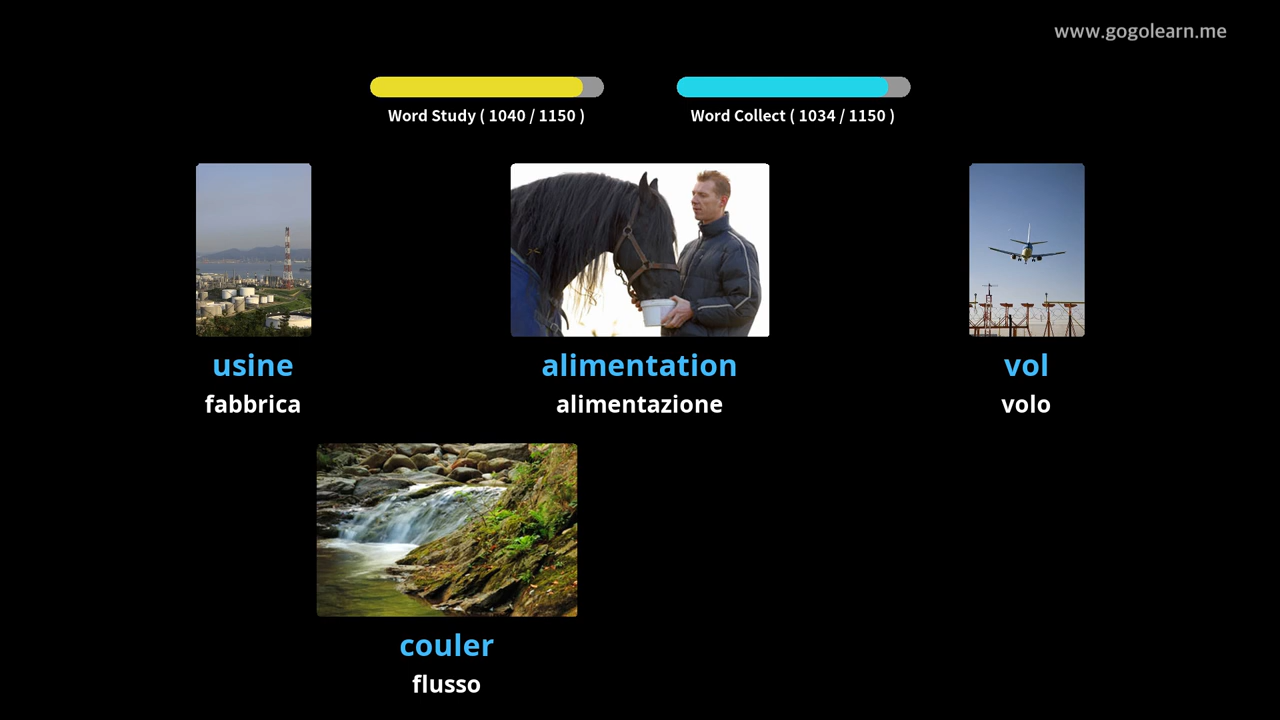 www.gogolearn.me
Word Study ( 1040 / 1150 )
Word Collect ( 1034 / 1150 )
usine
fabbrica
alimentation
alimentazione
vol
volo
couler
flusso